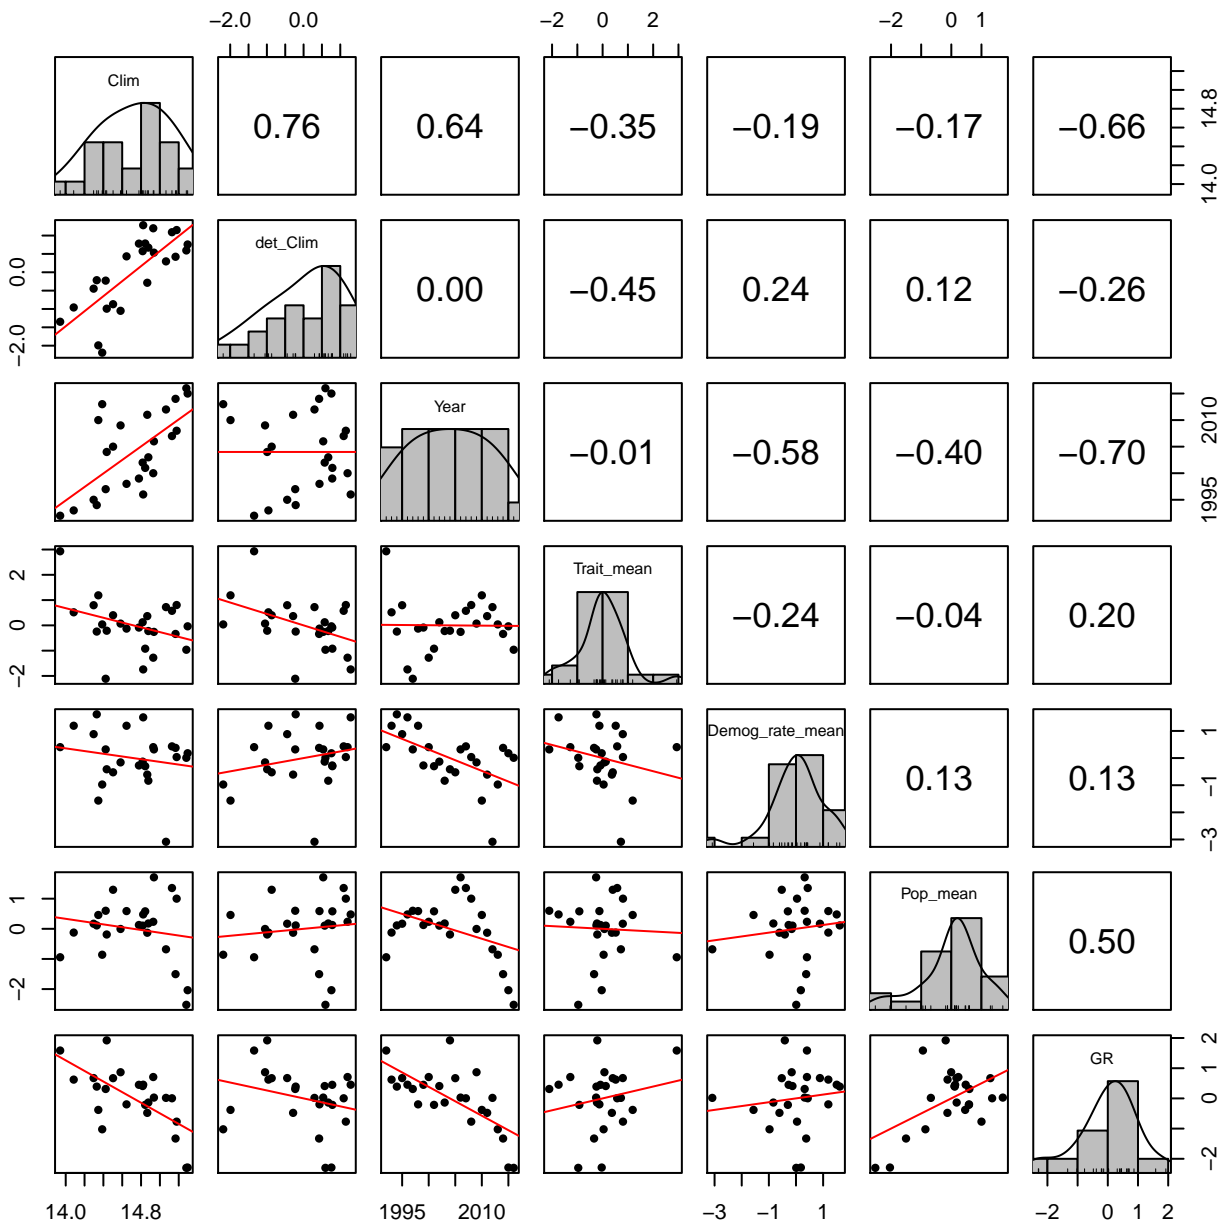 −2.0 0.0 −2 0 2 −2 0 1
Clim 0.76 0.64 −0.35 −0.19 −0.17 −0.66 14.0 14.8
−2.0 0.0 det_Clim 0.00 −0.45 0.24 0.12 −0.26
Year −0.01 −0.58 −0.40 −0.70 1995 2010
−2 0 2 Trait_mean −0.24 −0.04 0.20
Demog_rate_mean 0.13 0.13 −3 −1 1
−2 0 1 Pop_mean 0.50
GR −2 0 1 2
14.0 14.8 1995 2010 −3 −1 1 −2 0 1 2